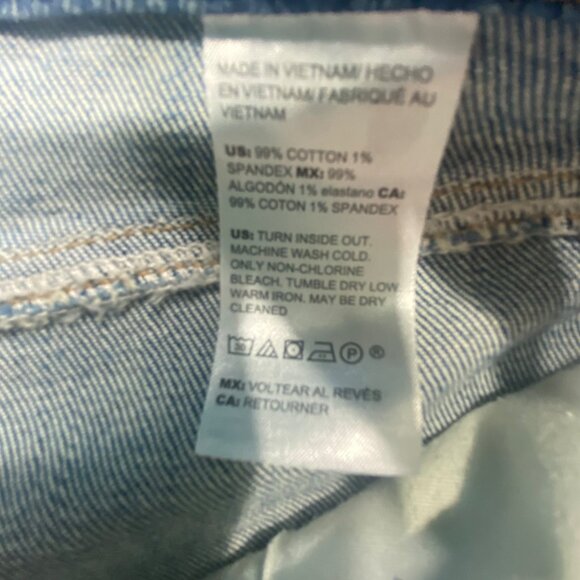 MADE IN VIETNAM/ HECHO
EN VIETNAM/ FABRIQUÉ AU
VIETNAM
US: 99% COTTON 1%
SPANDEX MX: 99%
ALGODÓN 1% elastano CA:
99% COTON 1% SPANDEX
US: TURN INSIDE OUT.
MACHINE WASH COLD.
ONLY NON-CHLORINE
BLEACH. TUMBLE DRY LOW.
WARM IRON. MAY BE DRY
CLEANED
P ®
MX: VOLTEAR AL REVÉS
CA: RETOURNER